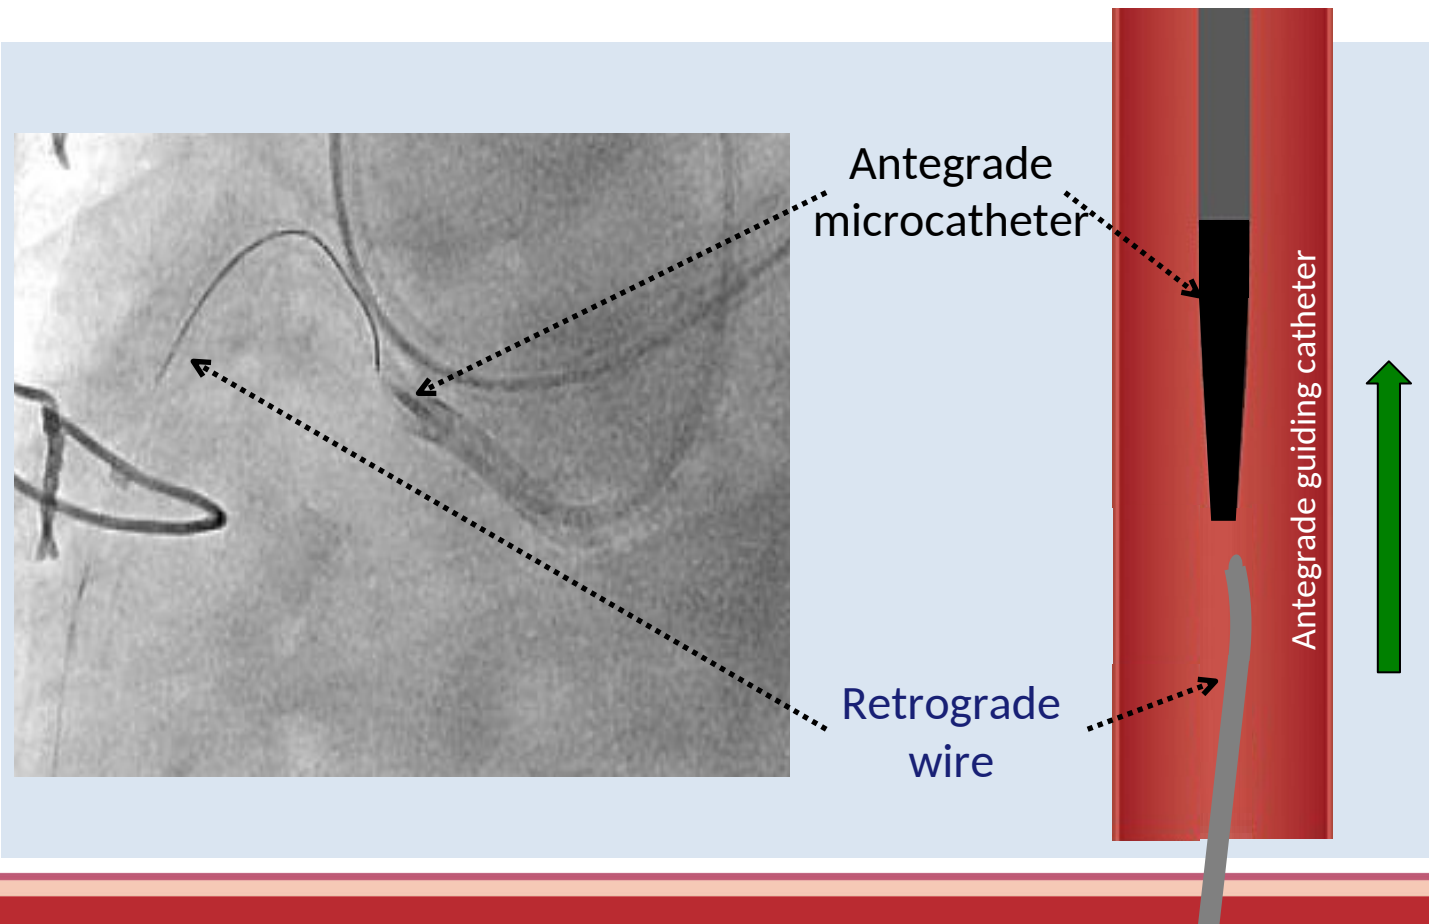 Antegrade
microcatheter
Antegrade guiding catheter
Retrograde
wire